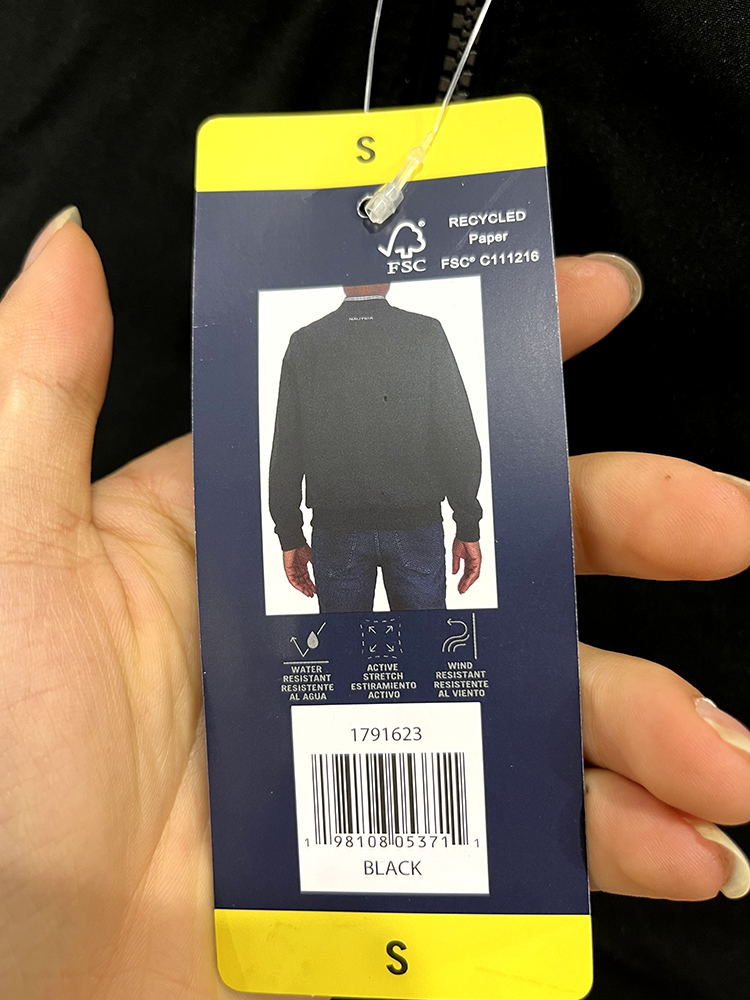 S
FSC®
RECYCLED
Paper
FSC® C111216
NAUTICA
WATER
RESISTANT
RESISTENTE
AL AGUA
ACTIVE
STRETCH
ESTIRAMIENTO
ACTIVO
WIND
RESISTANT
RESISTENTE
AL VIENTO
1791623
1 98108 05371 1
BLACK
S